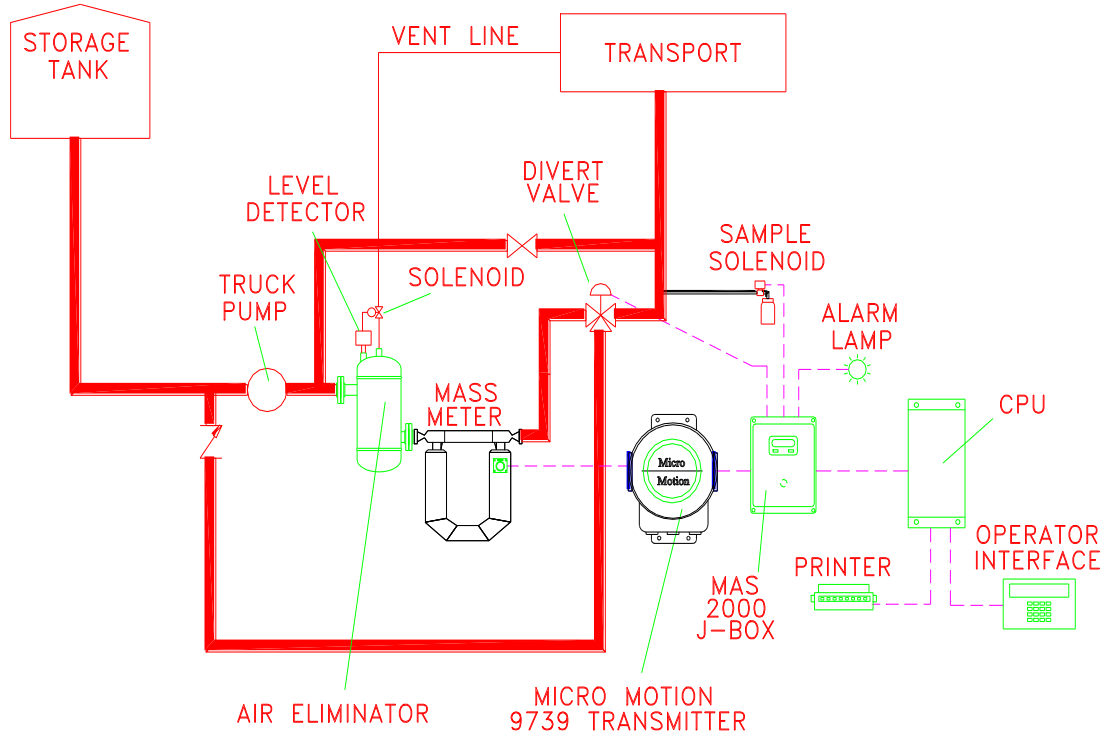 STORAGE
TANK
VENT LINE
TRANSPORT
LEVEL
DETECTOR
DIVERT
VALVE
SAMPLE
SOLENOID
TRUCK
PUMP
SOLENOID
ALARM
LAMP
MASS
METER
CPU
Micro
Motion
OPERATOR
INTERFACE
PRINTER
MAS
2000
J-BOX
AIR ELIMINATOR
MICRO MOTION
9739 TRANSMITTER